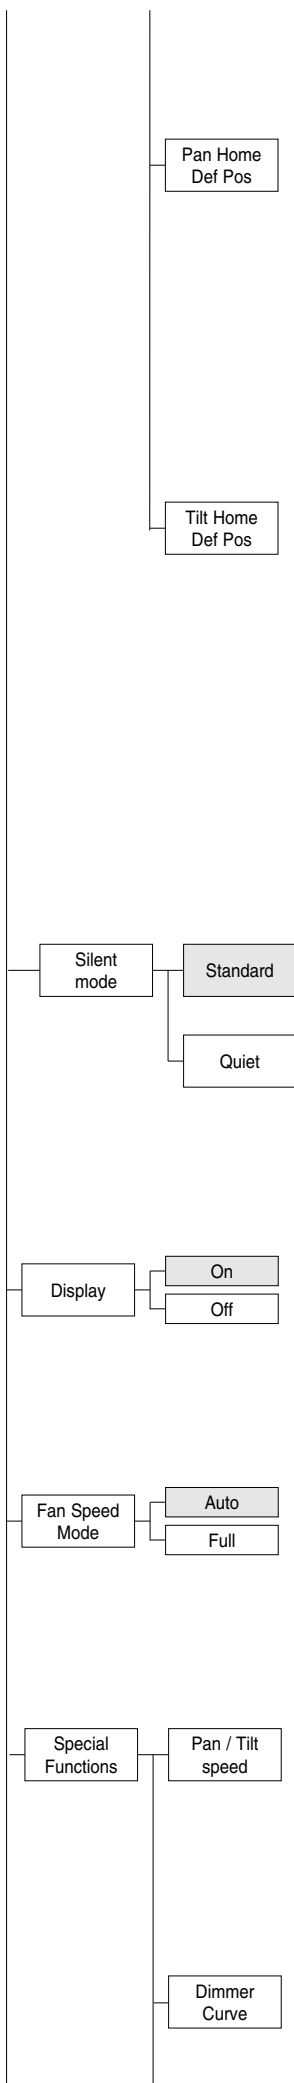 Pan Home
Def Pos
Tilt Home
Def Pos
Silent
mode
Standard
Quiet
Display
On
Off
Fan Speed
Mode
Auto
Full
Special
Functions
Pan / Tilt
speed
Dimmer
Curve